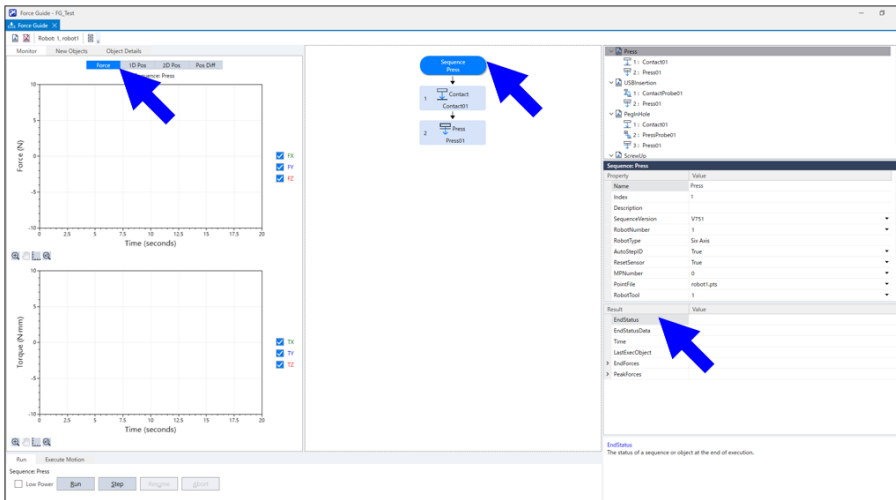 Force Guide - FG_Test
Force Guide
Robot: 1, robot1
Monitor New Objects Object Details
Force 1D Pos 2D Pos Pos Diff
Sequence: Press
Force (N)
10
5
0
-5
-10
0 2.5 5 7.5 10 12.5 15 17.5 20
Time (seconds)
FX
FY
FZ
Torque (N·mm)
10
5
0
-5
-10
0 2.5 5 7.5 10 12.5 15 17.5 20
Time (seconds)
TX
TY
TZ
Run Execute Motion
Sequence: Press
Low Power Run Step Resume Abort
Sequence
Press
1 Contact
Contact01
2 Press
Press01
Press
1: Contact01
2: Press01
USBInsertion
1: ContactProbe01
2: Press01
PegInHole
1: Contact01
2: PressProbe01
3: Press01
ScrewUp
Sequence: Press
Property Value
Name Press
Index 1
Description
SequenceVersion V751
RobotNumber 1
RobotType Six Axis
AutoStepID True
ResetSensor True
MPNumber 0
PointFile robot1.pts
RobotTool 1
Result Value
EndStatus
EndStatusData
Time
LastExecObject
EndForces
PeakForces
EndStatus
The status of a sequence or object at the end of execution.